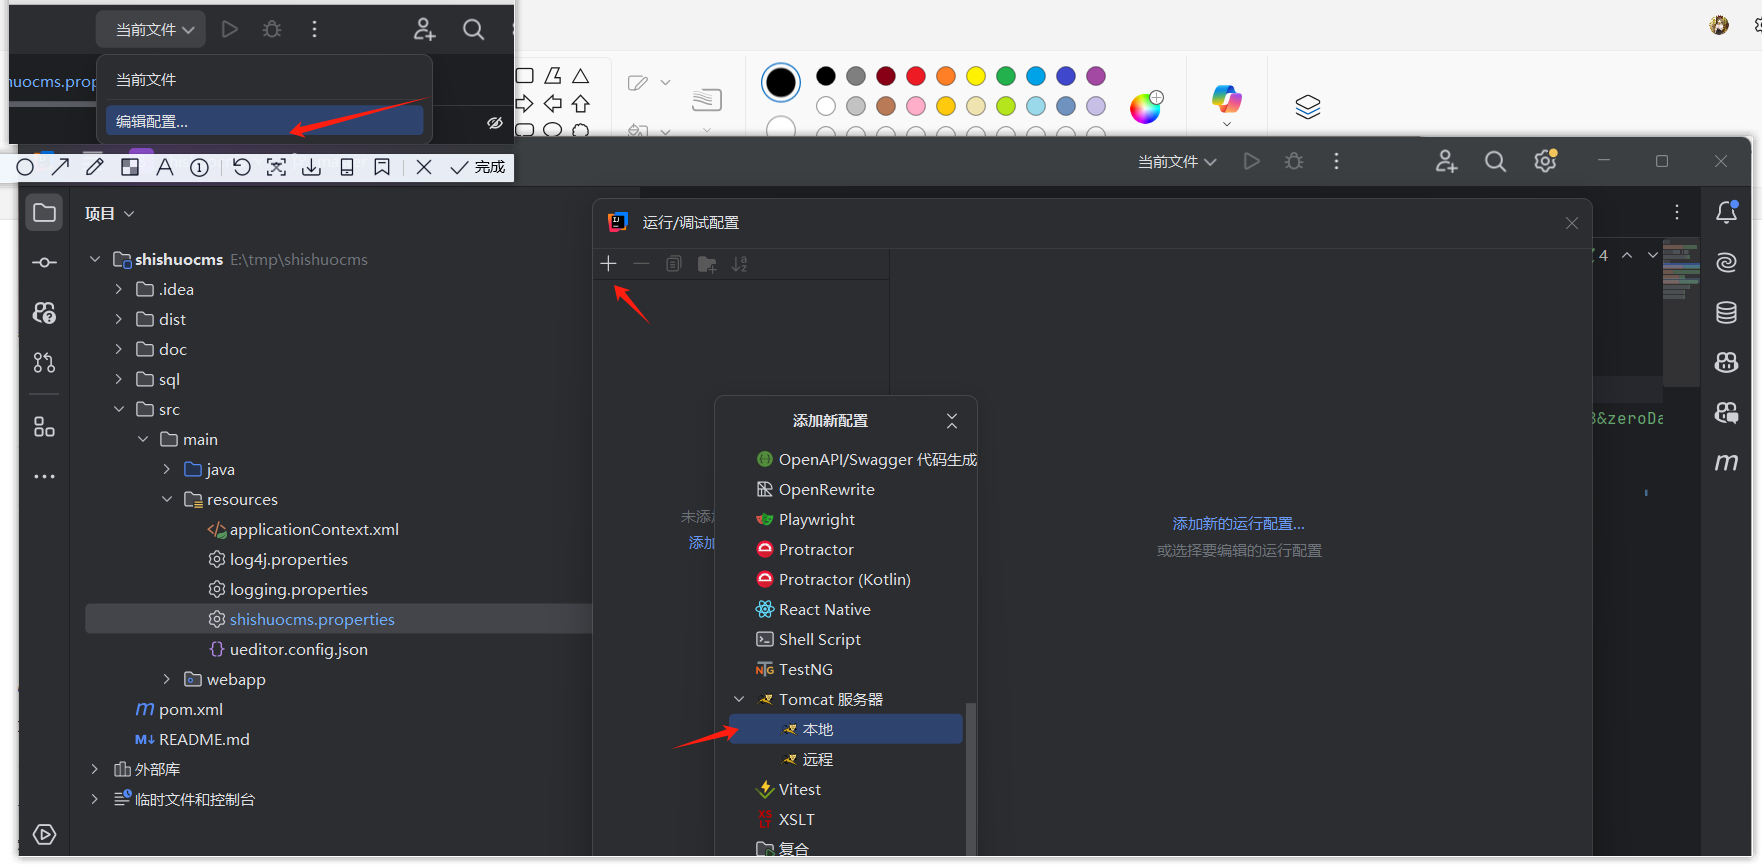 当前文件
当前文件
编辑配置...
完成
当前文件
项目
运行/调试配置
shishuocms E:\tmp\shishuocms
.idea
dist
doc
sql
src
main
java
resources
applicationContext.xml
log4j.properties
logging.properties
shishuocms.properties
ueditor.config.json
webapp
pom.xml
README.md
外部库
临时文件和控制台
4
添加新配置
OpenAPI/Swagger 代码生成
OpenRewrite
Playwright
Protractor
Protractor (Kotlin)
React Native
Shell Script
TestNG
Tomcat 服务器
本地
远程
Vitest
XSLT
复合
未添
添加
添加新的运行配置...
或选择要编辑的运行配置
&zeroDa